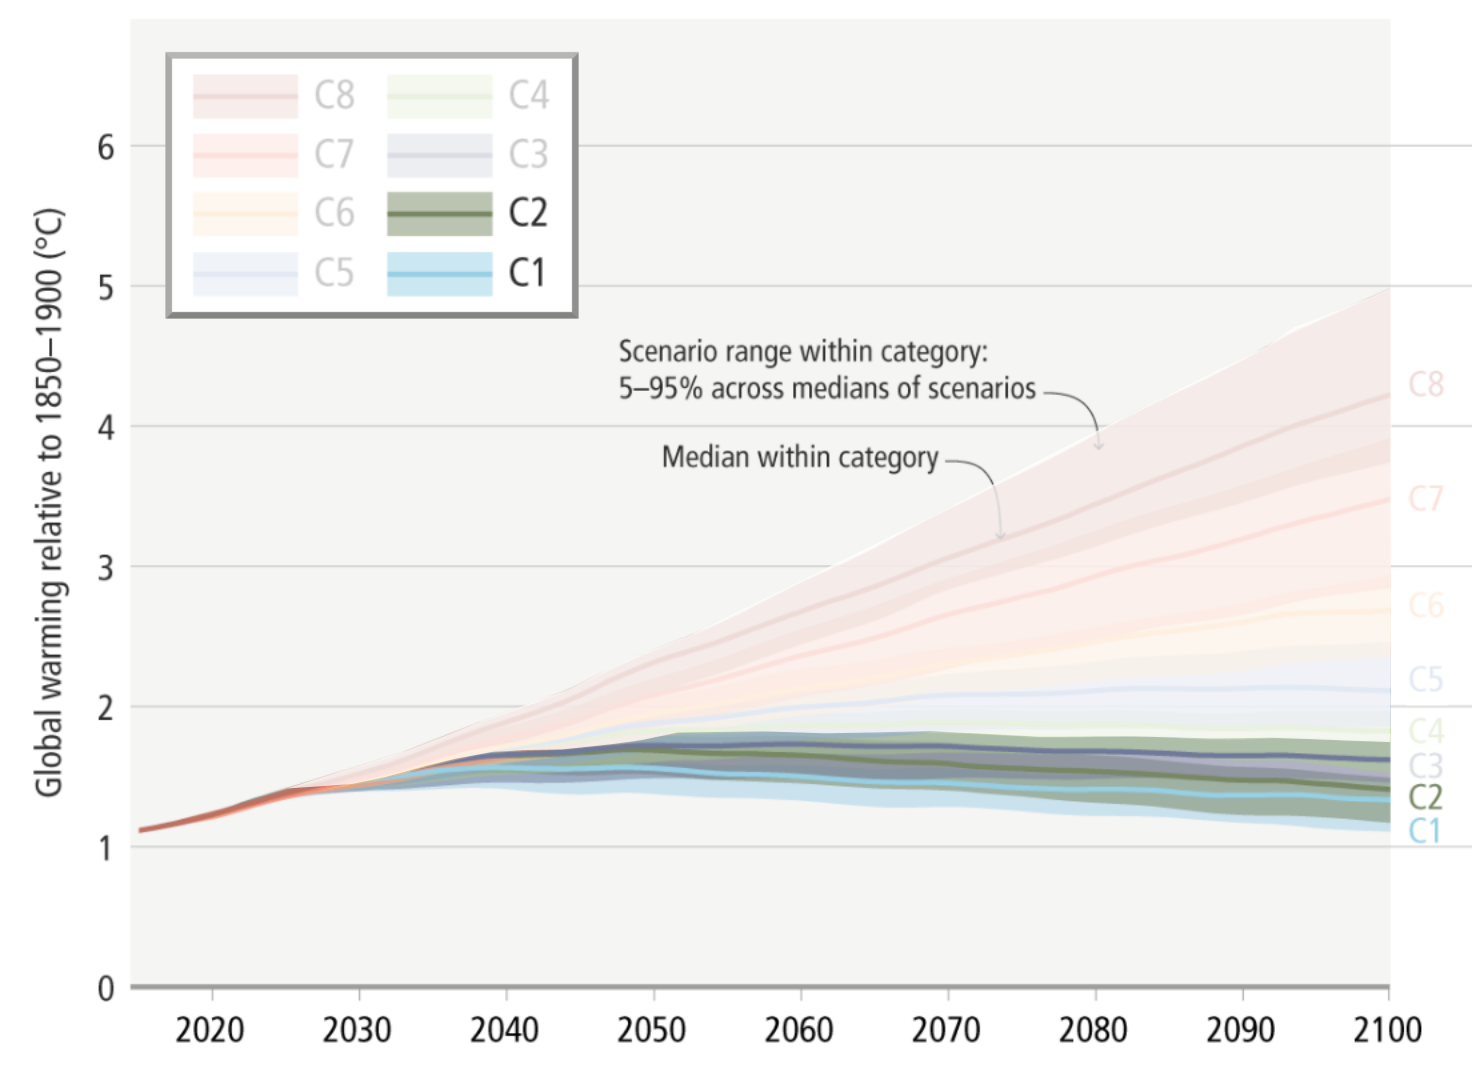 Global warming relative to 1850–1900 (°C)
C8 C4
C7 C3
C6 C2
C5 C1
6
5
4
3
2
1
0
Scenario range within category:
5–95% across medians of scenarios
Median within category
C8
C7
C6
C5
C4
C3
C2
C1
2020 2030 2040 2050 2060 2070 2080 2090 2100